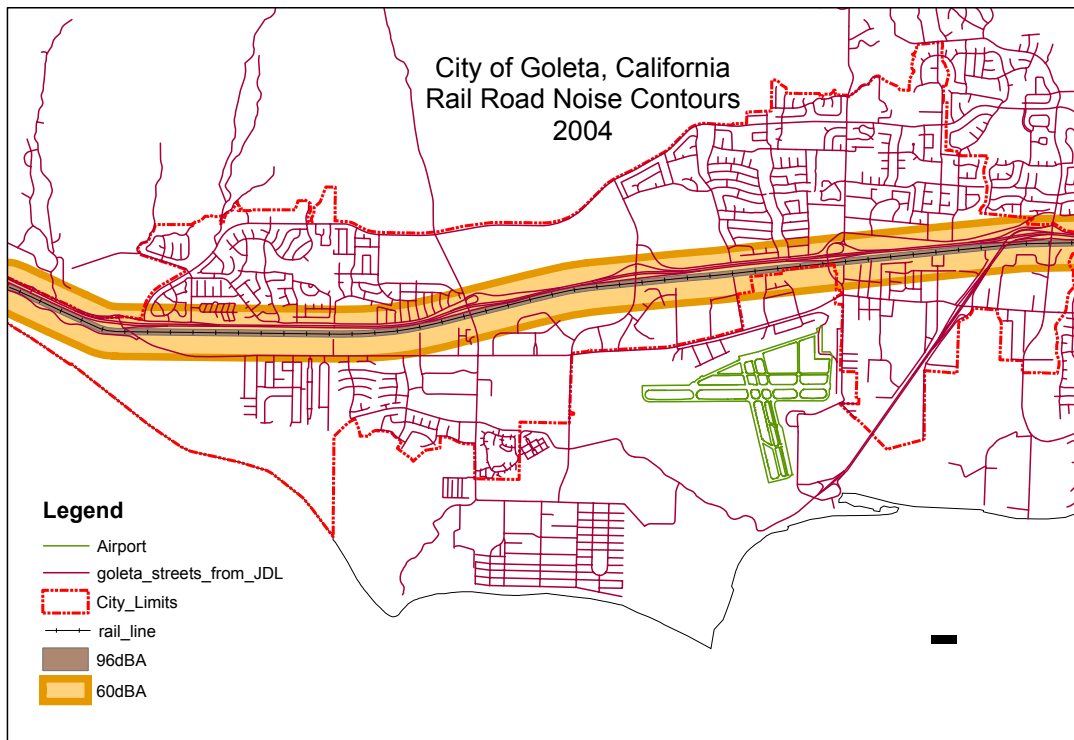 City of Goleta, California
Rail Road Noise Contours
2004
Legend
Airport
goleta_streets_from_JDL
City_Limits
rail_line
96dBA
60dBA